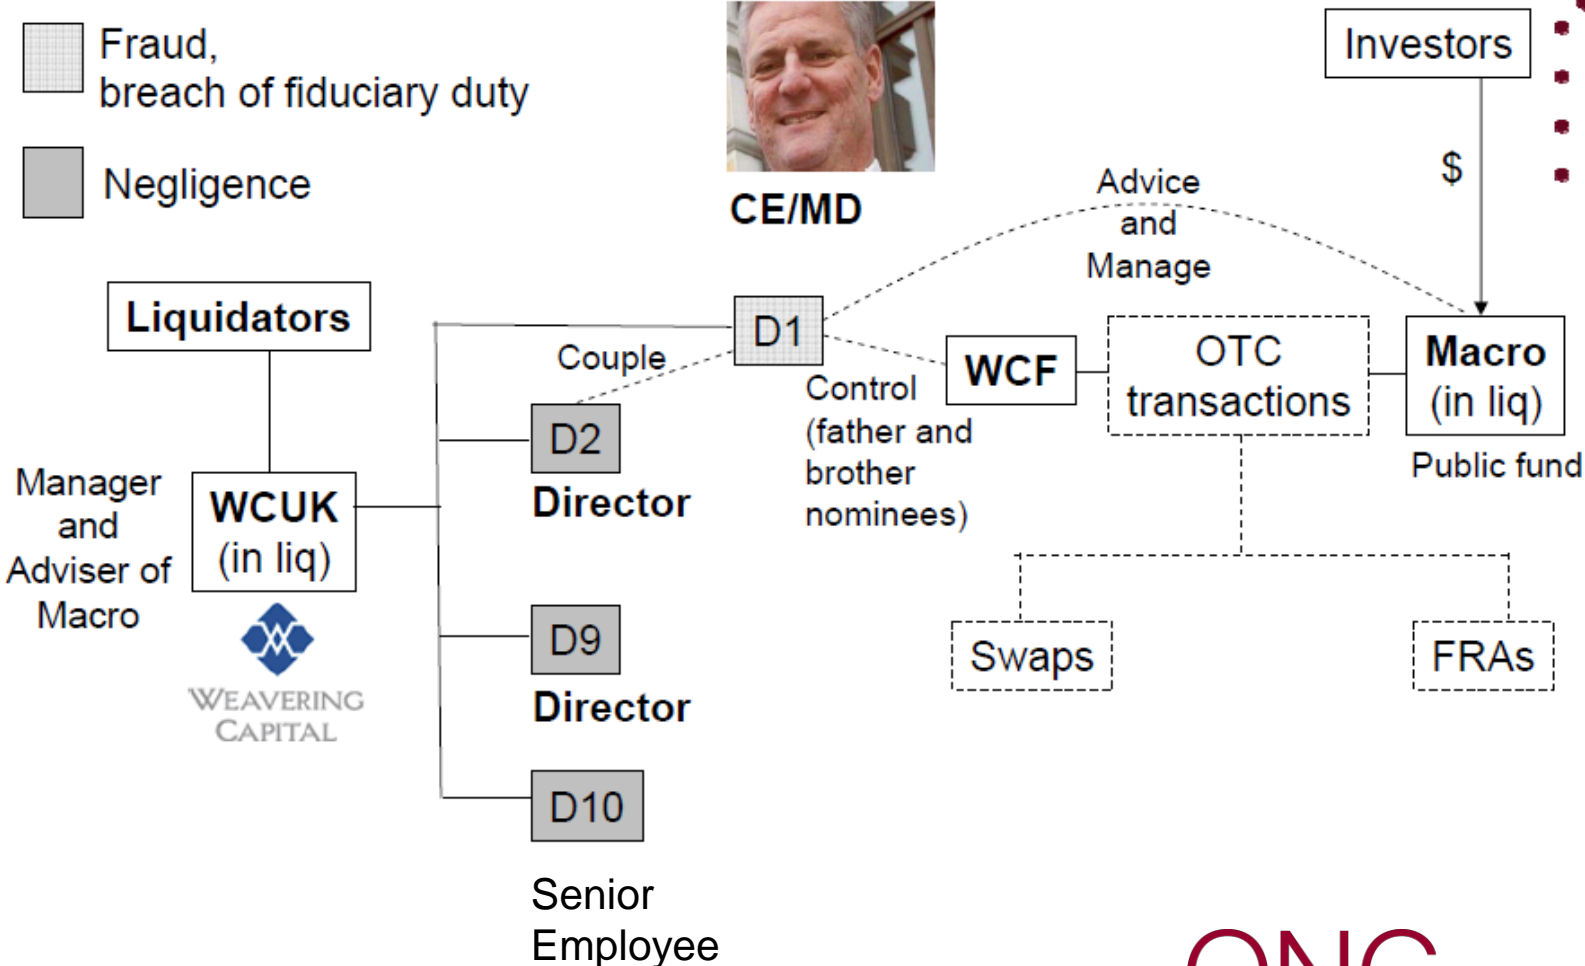 Fraud,
breach of fiduciary duty
Negligence
CE/MD
Investors
$
Advice
and
Manage
Liquidators
D1
Couple
Control
(father and
brother
nominees)
WCF
OTC
transactions
Macro
(in liq)
Public fund
D2
Director
Manager
and
Adviser of
Macro
WCUK
(in liq)
WEAVERING
CAPITAL
D9
Director
Swaps
FRAs
D10
Senior
Employee
ONC